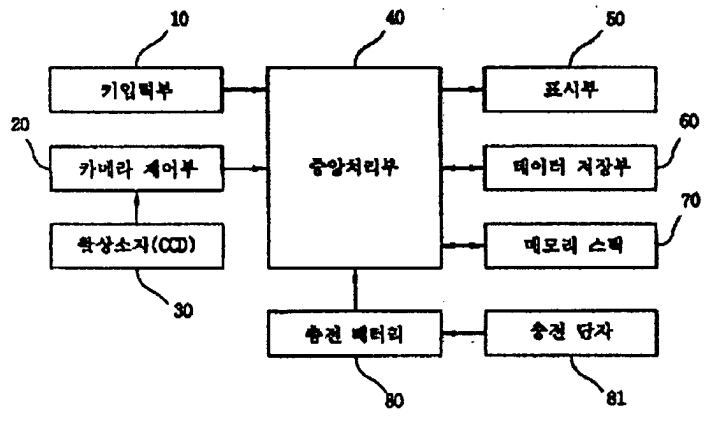 10
40
50
키입력부
표시부
20
60
카메라 제어부
중앙처리부
데이터 저장부
70
촬상소자(CCD)
메모리 스틱
30
충전 배터리
충전 단자
80
81